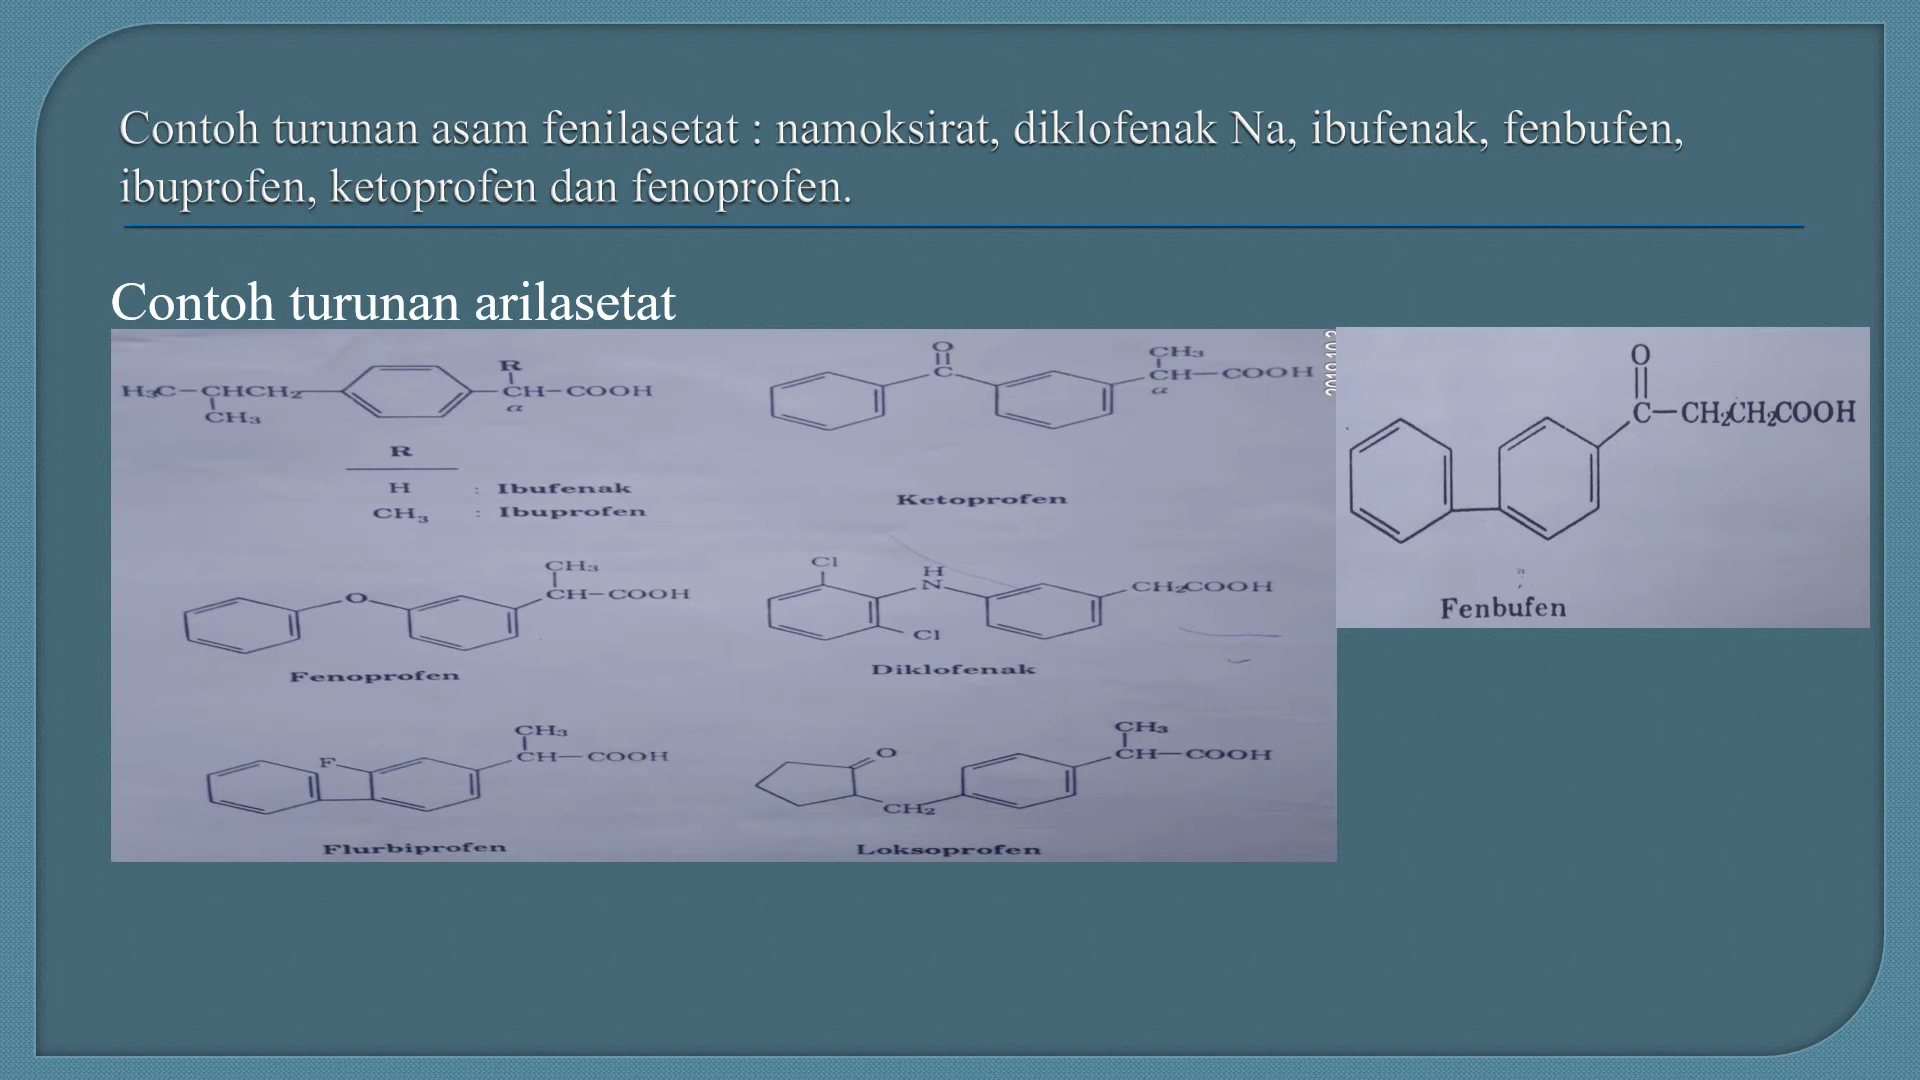 Contoh turunan asam fenilasetat : namoksirat, diklofenak Na, ibufenak, fenbufen,
ibuprofen, ketoprofen dan fenoprofen.
Contoh turunan arilasetat
R
H₃C—CHCH₂ CH—COOH
CH₃ α
R
H : Ibufenak
CH₃ : Ibuprofen
O CH₃
C CH—COOH
α
Ketoprofen
O
C—CH₂CH₂COOH
Fenbufen
CH₃
O CH—COOH
Fenoprofen
Cl H
N CH₂COOH
Cl
Diklofenak
CH₃
F CH—COOH
Flurbiprofen
CH₃
O CH—COOH
CH₂
Loksoprofen